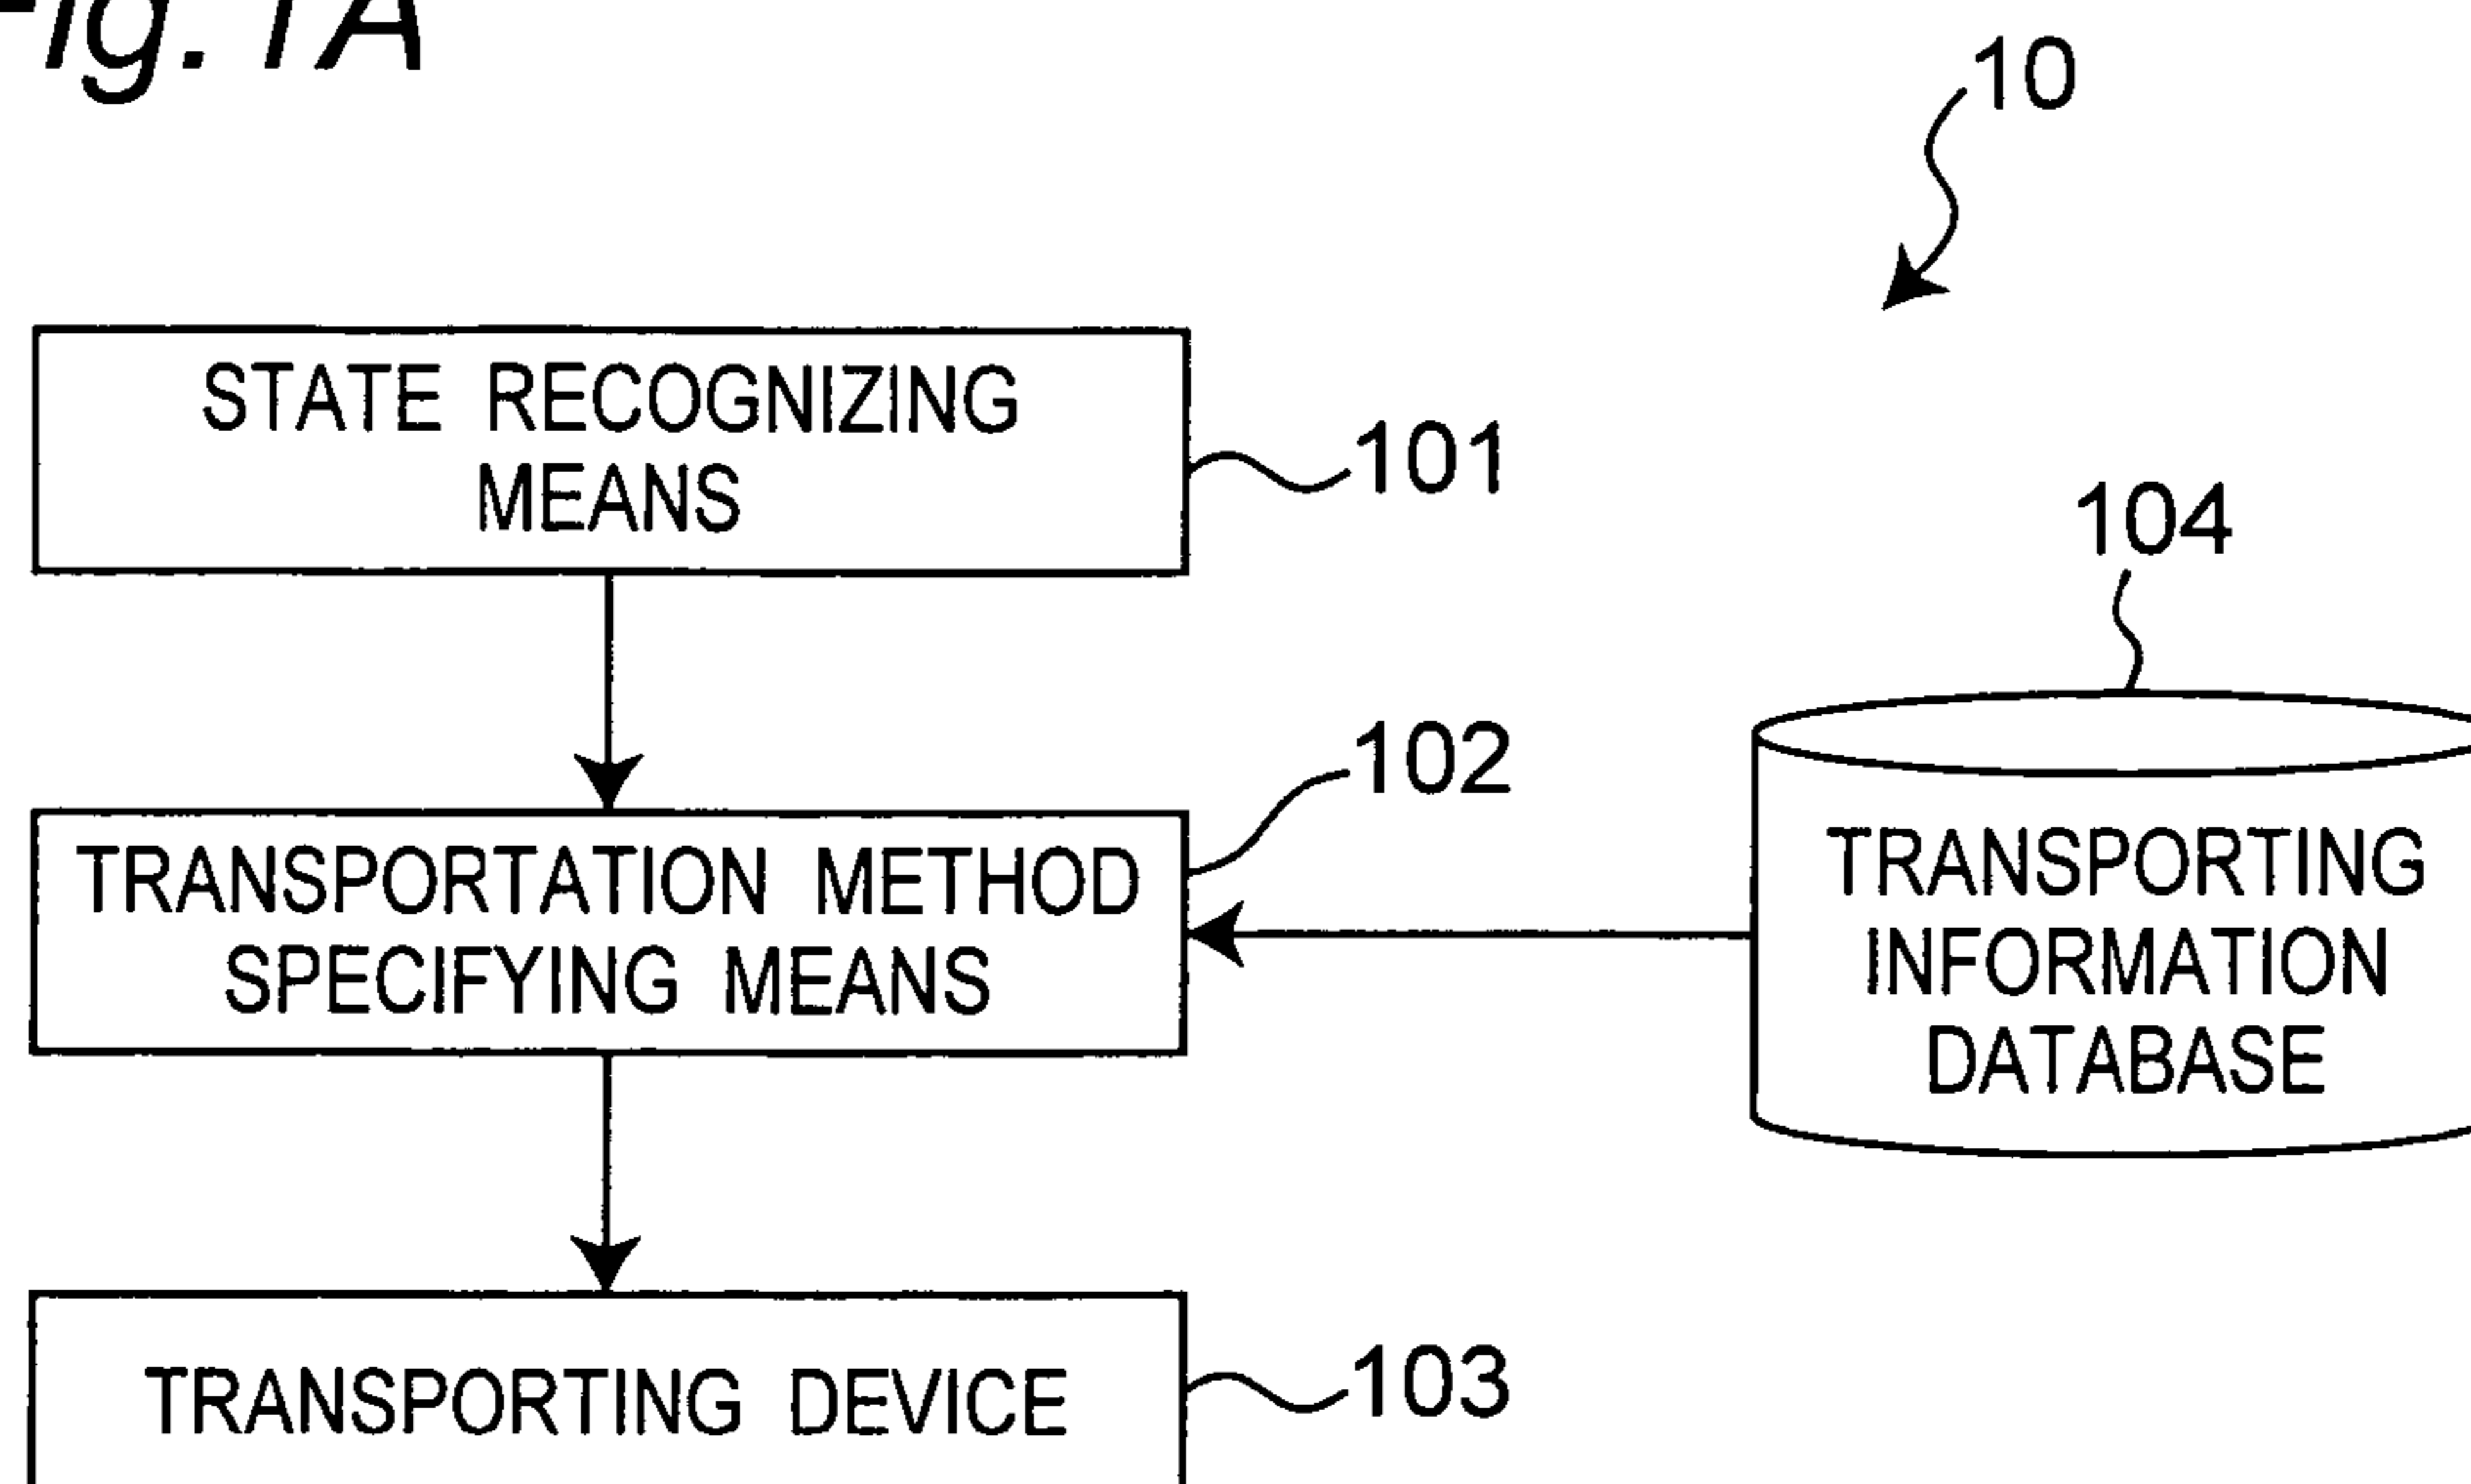 Fig. 1A
10
STATE RECOGNIZING
MEANS
101
104
102
TRANSPORTATION METHOD
SPECIFYING MEANS
TRANSPORTING
INFORMATION
DATABASE
TRANSPORTING DEVICE
103